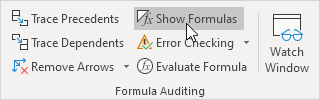 Trace Precedents
Show Formulas
Trace Dependents
Error Checking
Remove Arrows
Evaluate Formula
Watch
Window
Formula Auditing